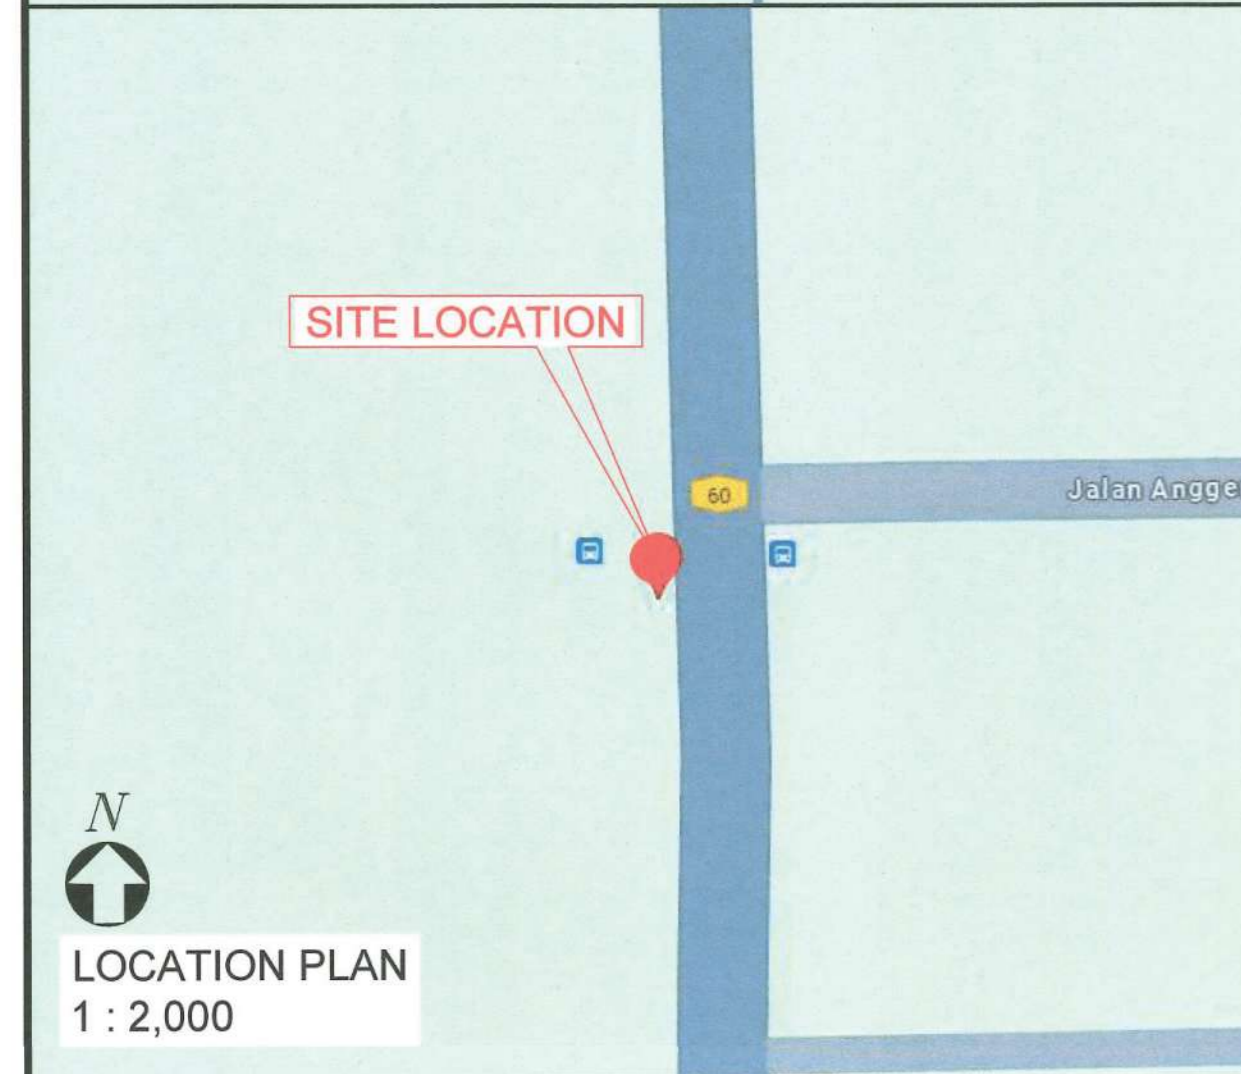 SITE LOCATION
60
Jalan Angge
N
LOCATION PLAN
1 : 2,000